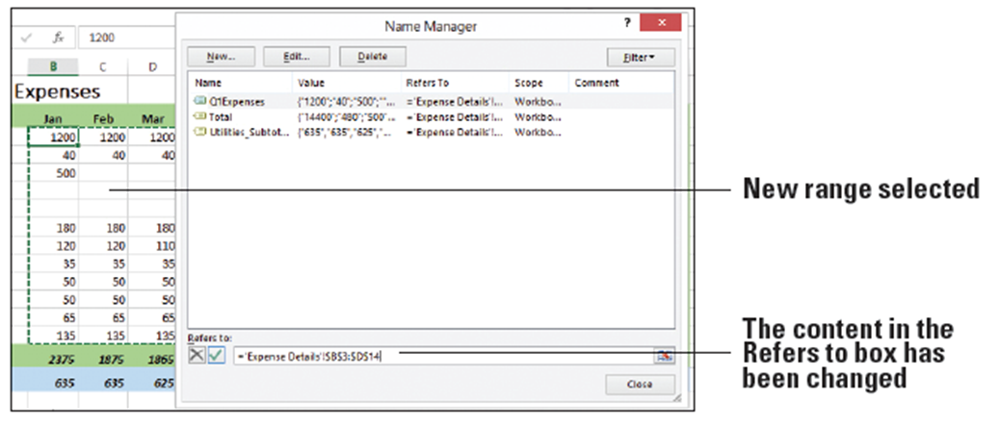 Name Manager ?
fx 1200
New... Edit... Delete Filter
B C D
Name Value Refers To Scope Comment
Expenses
Q1Expenses {"1200";"40";"500";""... ='Expense Details'!... Workbo...
Jan Feb Mar
Total {"14400";"480";"500"... ='Expense Details'!... Workbo...
1200 1200 1200
Utilities_Subtot... {"635","635","625","... ='Expense Details'!... Workbo...
40 40 40
500
New range selected
180 180 180
120 120 110
35 35 35
50 50 50
50 50 50
65 65 65
135 135 135
Refers to:
The content in the
Refers to box has
been changed
2375 1875 1865
='Expense Details'!$B$3:$D$14
635 635 625
Close